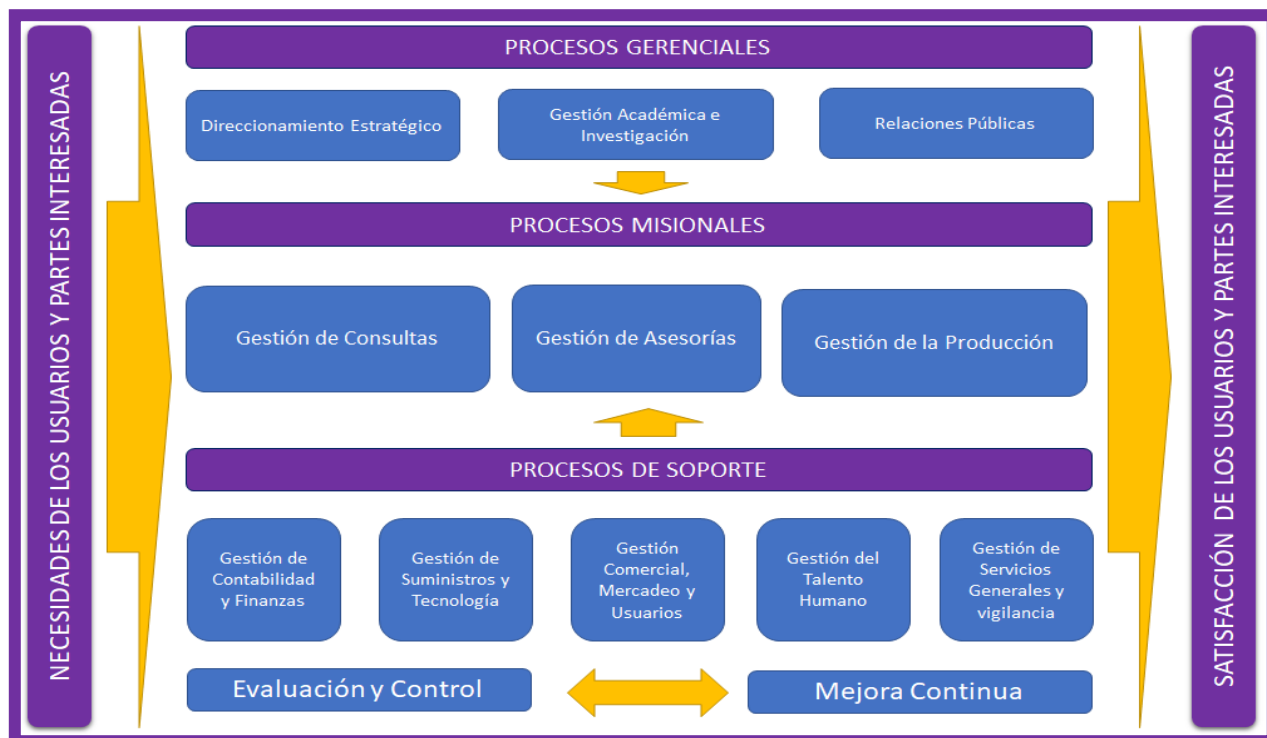 NECESIDADES DE LOS USUARIOS Y PARTES INTERESADAS
PROCESOS GERENCIALES
Direccionamiento Estratégico
Gestión Académica e
Investigación
Relaciones Públicas
PROCESOS MISIONALES
Gestión de Consultas
Gestión de Asesorías
Gestión de la Producción
PROCESOS DE SOPORTE
Gestión de
Contabilidad
y Finanzas
Gestión de
Suministros y
Tecnología
Gestión
Comercial,
Mercadeo y
Usuarios
Gestión del
Talento
Humano
Gestión de
Servicios
Generales y
vigilancia
Evaluación y Control
Mejora Continua
SATISFACCIÓN DE LOS USUARIOS Y PARTES INTERESADAS